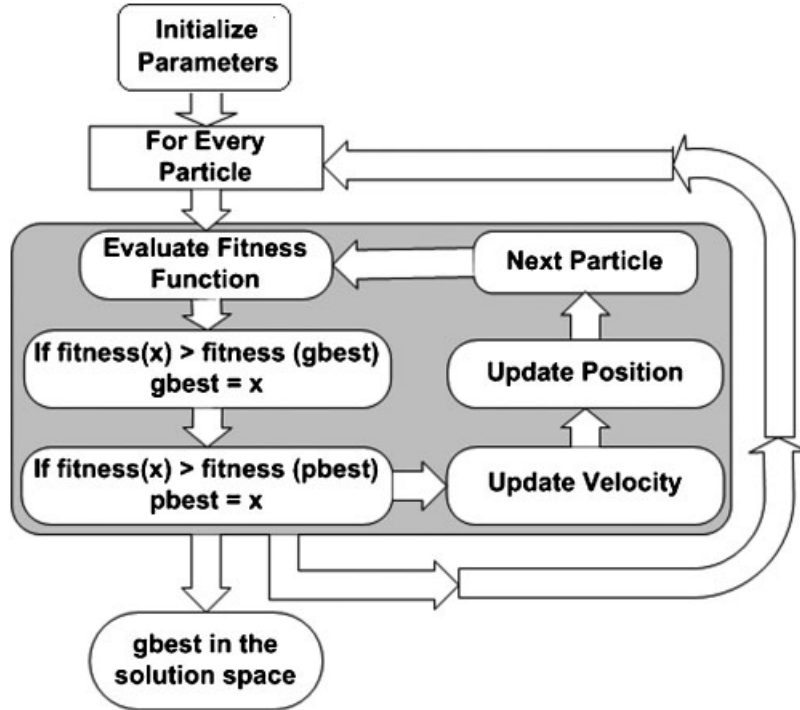 Initialize
Parameters
For Every
Particle
Evaluate Fitness
Function
If fitness(x) > fitness (gbest)
gbest = x
If fitness(x) > fitness (pbest)
pbest = x
Update Velocity
Update Position
Next Particle
gbest in the
solution space